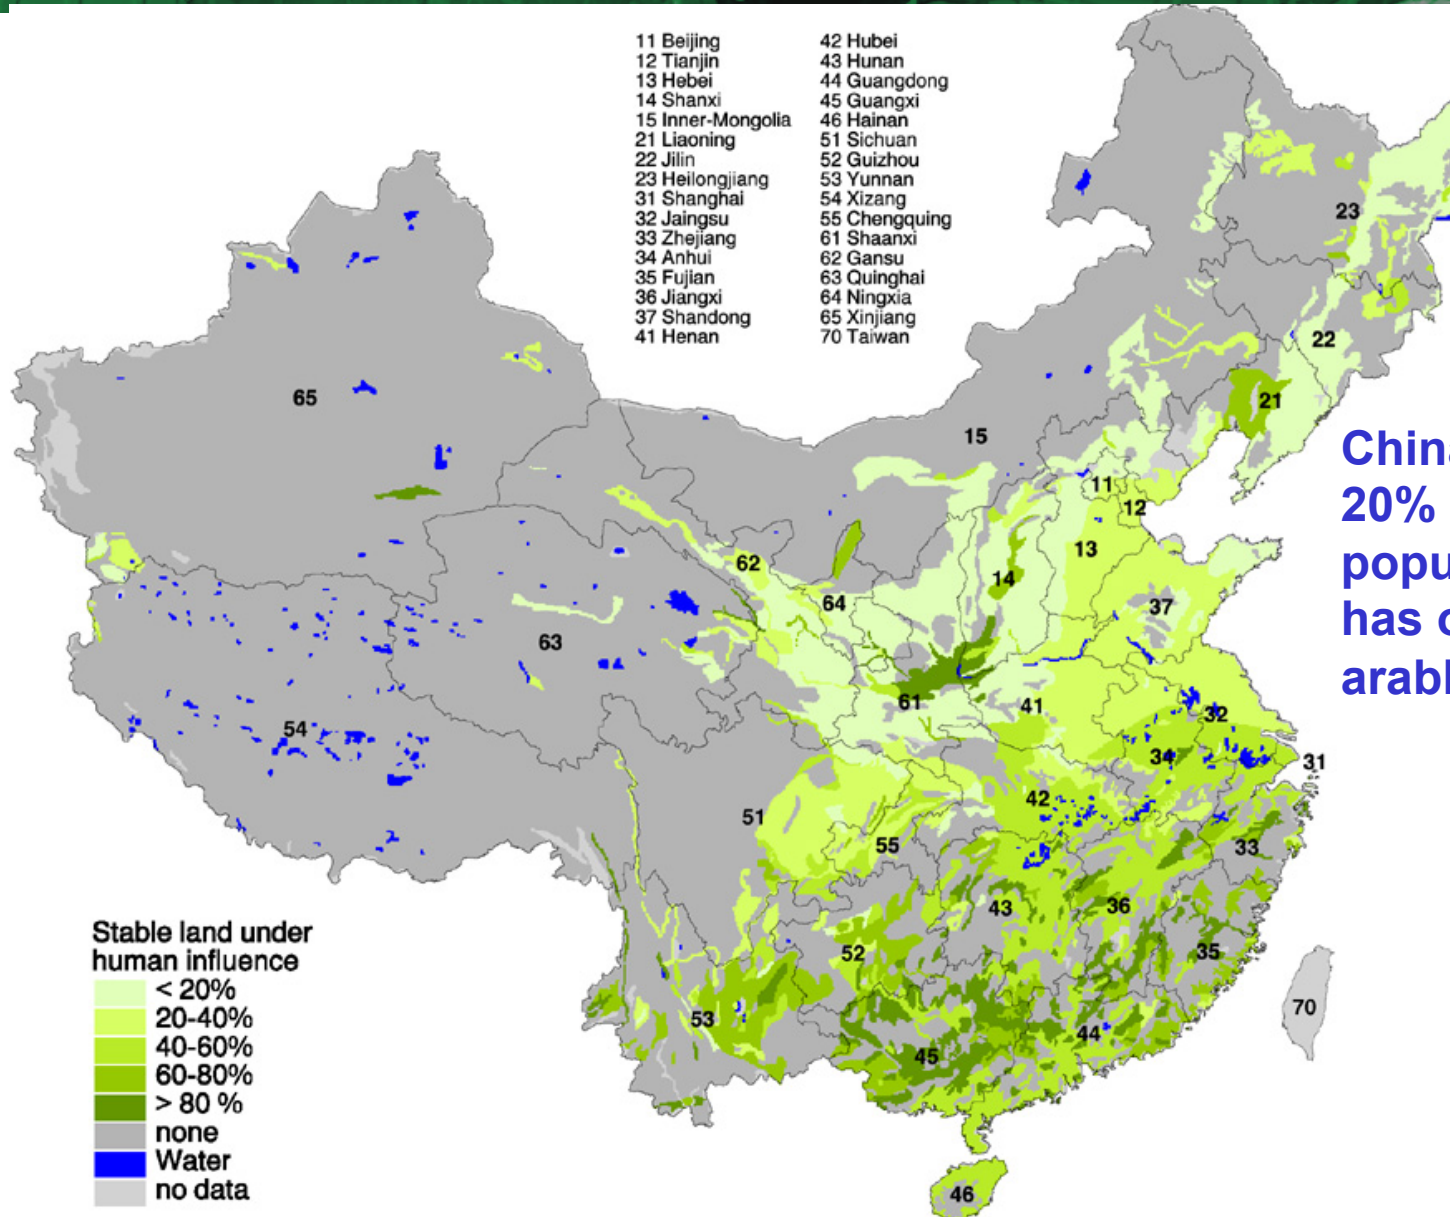 11 Beijing
12 Tianjin
13 Hebei
14 Shanxi
15 Inner-Mongolia
21 Liaoning
22 Jilin
23 Heilongjiang
31 Shanghai
32 Jaingsu
33 Zhejiang
34 Anhui
35 Fujian
36 Jiangxi
37 Shandong
41 Henan
42 Hubei
43 Hunan
44 Guangdong
45 Guangxi
46 Hainan
51 Sichuan
52 Guizhou
53 Yunnan
54 Xizang
55 Chengquing
61 Shaanxi
62 Gansu
63 Quinghai
64 Ningxia
65 Xinjiang
70 Taiwan
23
22
65
21
15
11
12
13
62
14
64
37
63
61
41
32
54
34
31
42
51
55
33
43
36
52
35
70
53
44
45
46
China
20%
popu
has o
arabl
Stable land under
human influence
< 20%
20-40%
40-60%
60-80%
> 80 %
none
Water
no data